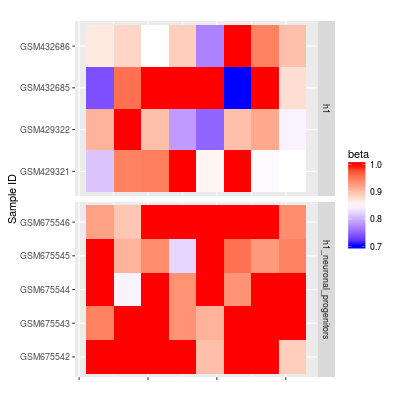 GSM432686
GSM432685
GSM429322
GSM429321
h1
GSM675546
GSM675545
GSM675544
GSM675543
GSM675542
h1_neuronal_progenitors
Sample ID
beta
1.0
0.9
0.8
0.7